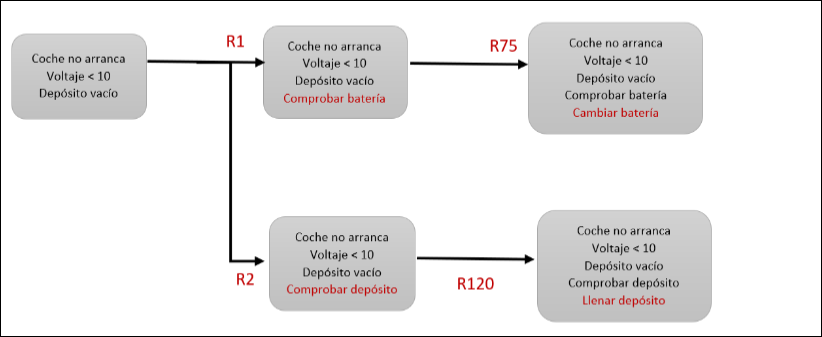 Coche no arranca
Voltaje < 10
Depósito vacío
R1
Coche no arranca
Voltaje < 10
Depósito vacío
Comprobar batería
R75
Coche no arranca
Voltaje < 10
Depósito vacío
Comprobar batería
Cambiar batería
R2
Coche no arranca
Voltaje < 10
Depósito vacío
Comprobar depósito
R120
Coche no arranca
Voltaje < 10
Depósito vacío
Comprobar depósito
Llenar depósito